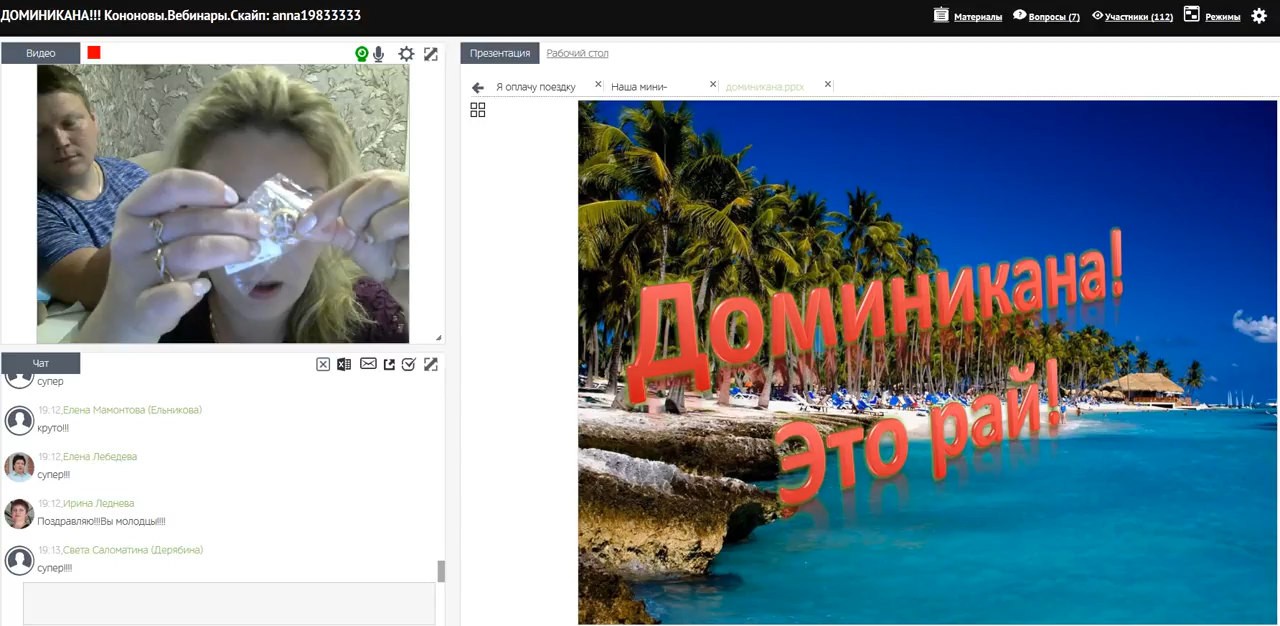 ДОМИНИКАНА!!! Кононовы.Вебинары.Скайп: anna19833333
Материалы
Вопросы (7)
Участники (112)
Режимы
Видео
Презентация
Рабочий стол
Я оплачу поездку
Наша мини-
доминикана.pptx
Доминикана!
Это рай!
Чат
супер
19:12,Елена Мамонтова (Ельникова)
круто!!!
19:12,Елена Лебедева
супер!!!
19:12,Ирина Леднева
Поздравляю!!!Вы молодцы!!!!
19:13,Света Саломатина (Дерябина)
супер!!!!